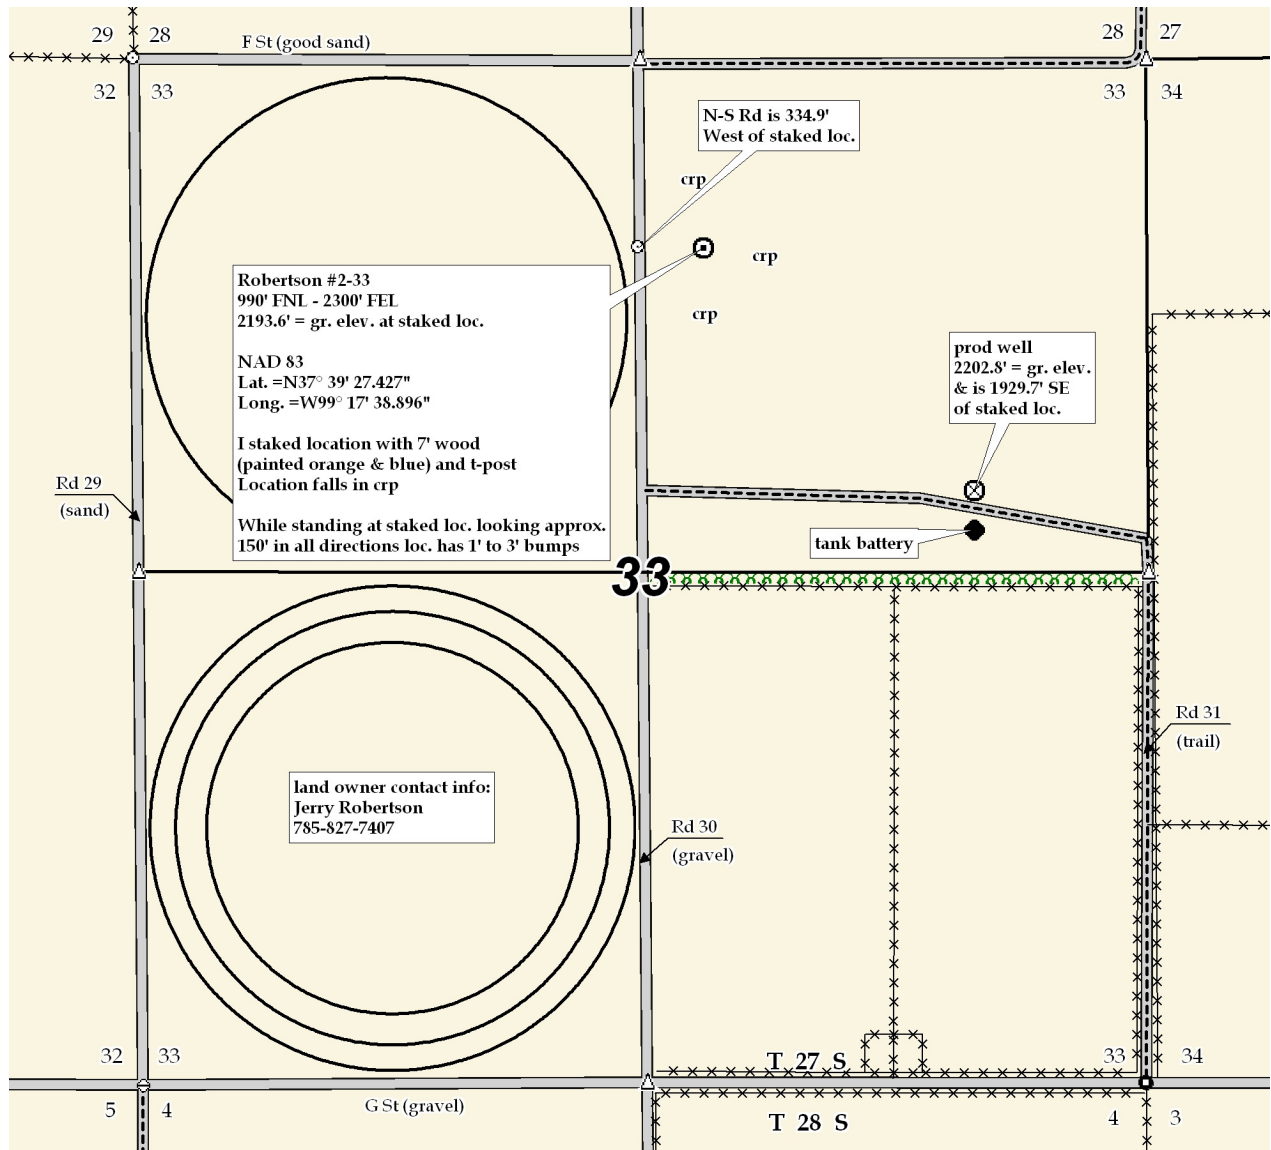 29 28
F St (good sand)
28 27
32 33
33 34
N-S Rd is 334.9'
West of staked loc.
crp
crp
crp
Robertson #2-33
990' FNL - 2300' FEL
2193.6' = gr. elev. at staked loc.
NAD 83
Lat. =N37° 39' 27.427"
Long. =W99° 17' 38.896"
I staked location with 7' wood
(painted orange & blue) and t-post
Location falls in crp
While standing at staked loc. looking approx.
150' in all directions loc. has 1' to 3' bumps
prod well
2202.8' = gr. elev.
& is 1929.7' SE
of staked loc.
Rd 29
(sand)
tank battery
33
Rd 31
(trail)
land owner contact info:
Jerry Robertson
785-827-7407
Rd 30
(gravel)
32 33
T 27 S
33 34
5 4
G St (gravel)
T 28 S
4 3